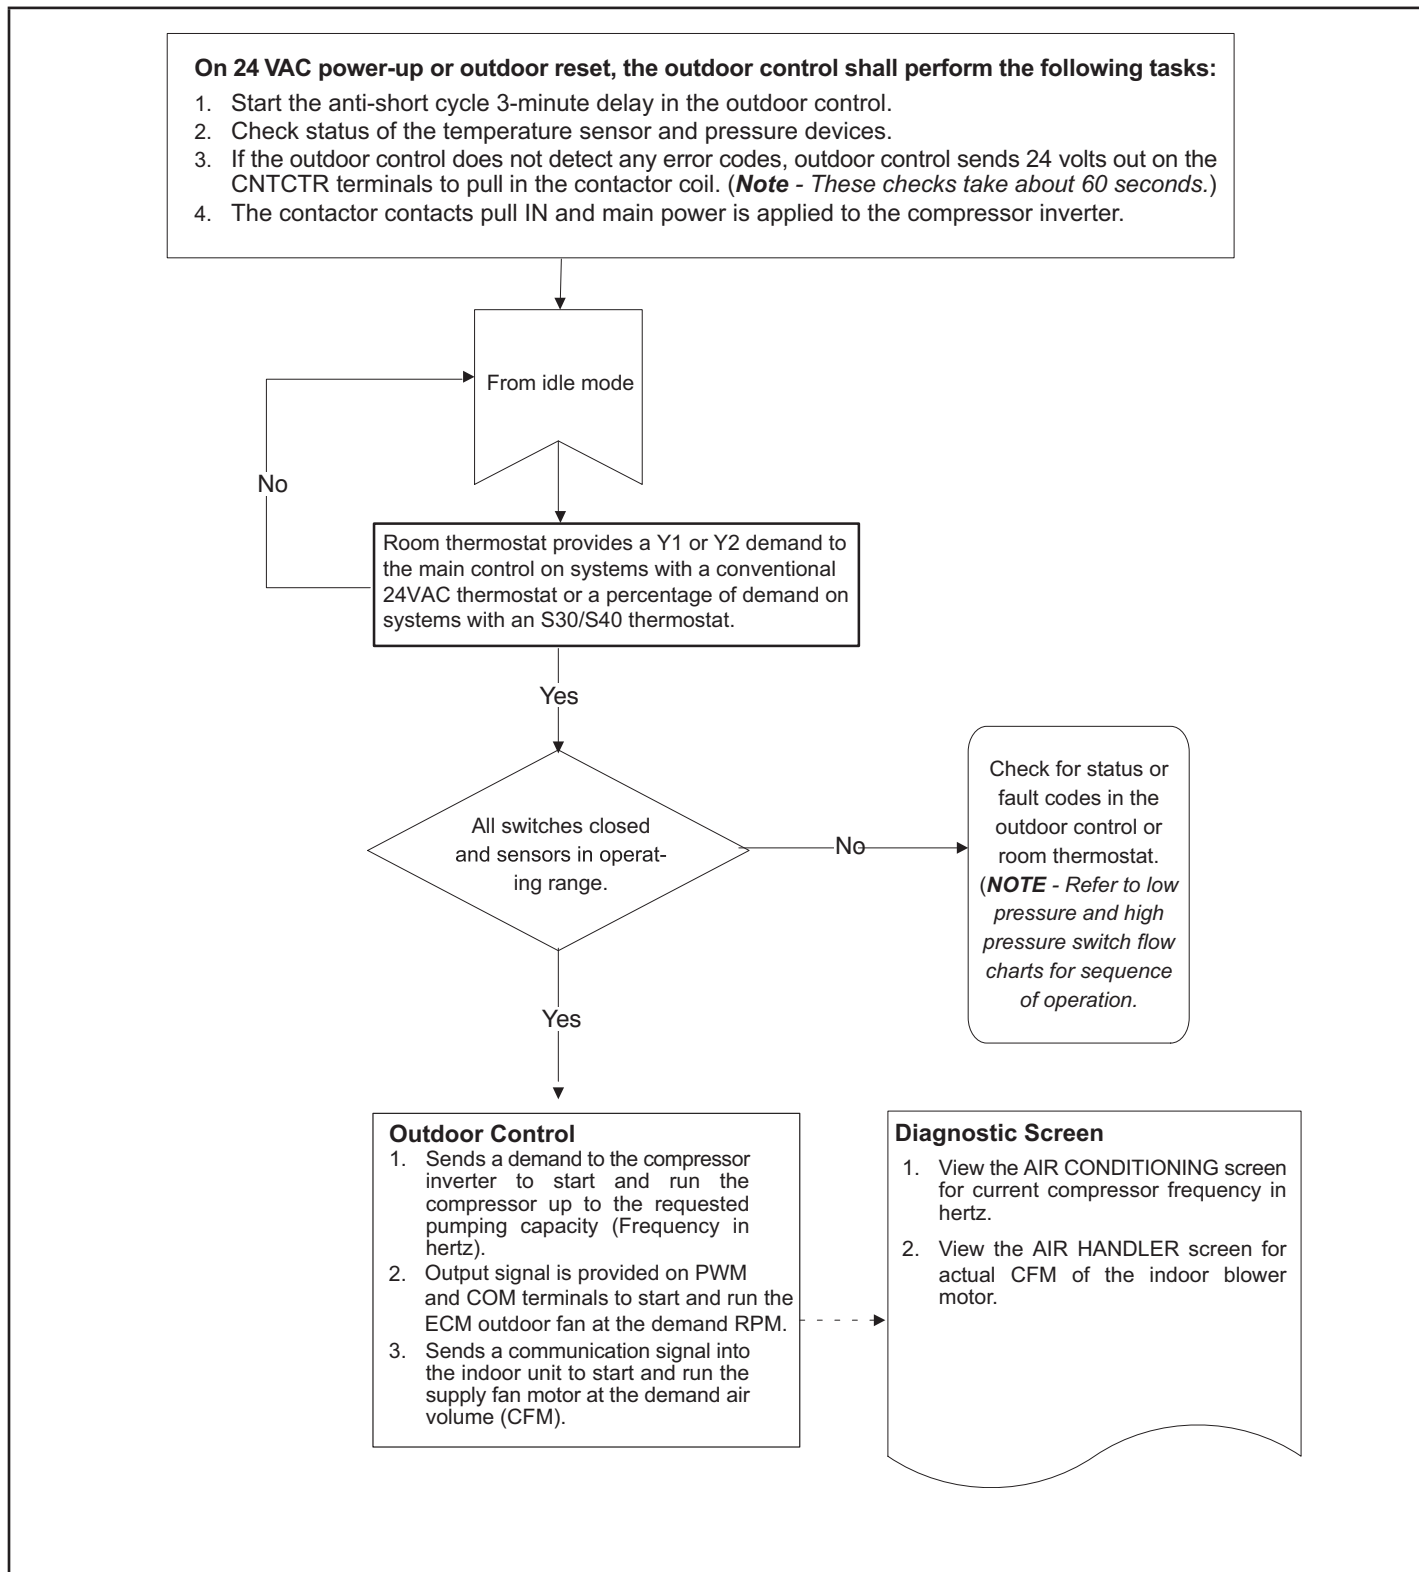 On 24 VAC power-up or outdoor reset, the outdoor control shall perform the following tasks:
1. Start the anti-short cycle 3-minute delay in the outdoor control.
2. Check status of the temperature sensor and pressure devices.
3. If the outdoor control does not detect any error codes, outdoor control sends 24 volts out on the
CNTCTR terminals to pull in the contactor coil. (Note - These checks take about 60 seconds.)
4. The contactor contacts pull IN and main power is applied to the compressor inverter.
From idle mode
No
Room thermostat provides a Y1 or Y2 demand to
the main control on systems with a conventional
24VAC thermostat or a percentage of demand on
systems with an S30/S40 thermostat.
Yes
All switches closed
and sensors in operat-
ing range.
No
Check for status or
fault codes in the
outdoor control or
room thermostat.
(NOTE - Refer to low
pressure and high
pressure switch flow
charts for sequence
of operation.
Yes
Outdoor Control
1. Sends a demand to the compressor
inverter to start and run the
compressor up to the requested
pumping capacity (Frequency in
hertz).
2. Output signal is provided on PWM
and COM terminals to start and run the
ECM outdoor fan at the demand RPM.
3. Sends a communication signal into
the indoor unit to start and run the
supply fan motor at the demand air
volume (CFM).
Diagnostic Screen
1. View the AIR CONDITIONING screen
for current compressor frequency in
hertz.
2. View the AIR HANDLER screen for
actual CFM of the indoor blower
motor.